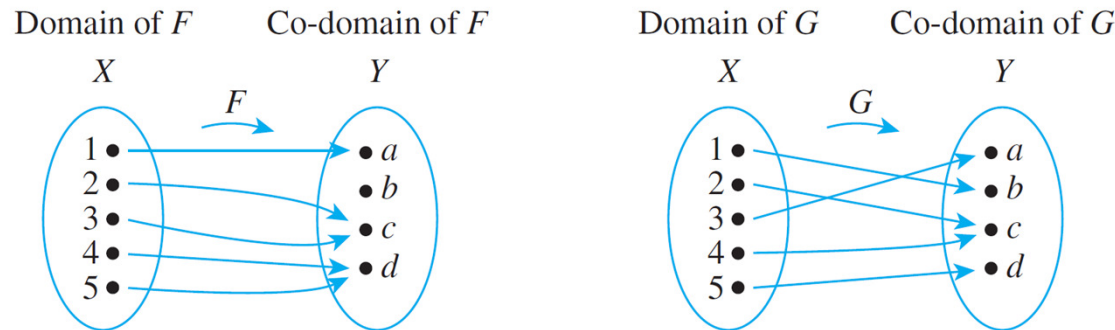 Domain of F Co-domain of F
X Y
F
1 a
2 b
3 c
4 d
5
Domain of G Co-domain of G
X Y
G
1 a
2 b
3 c
4 d
5